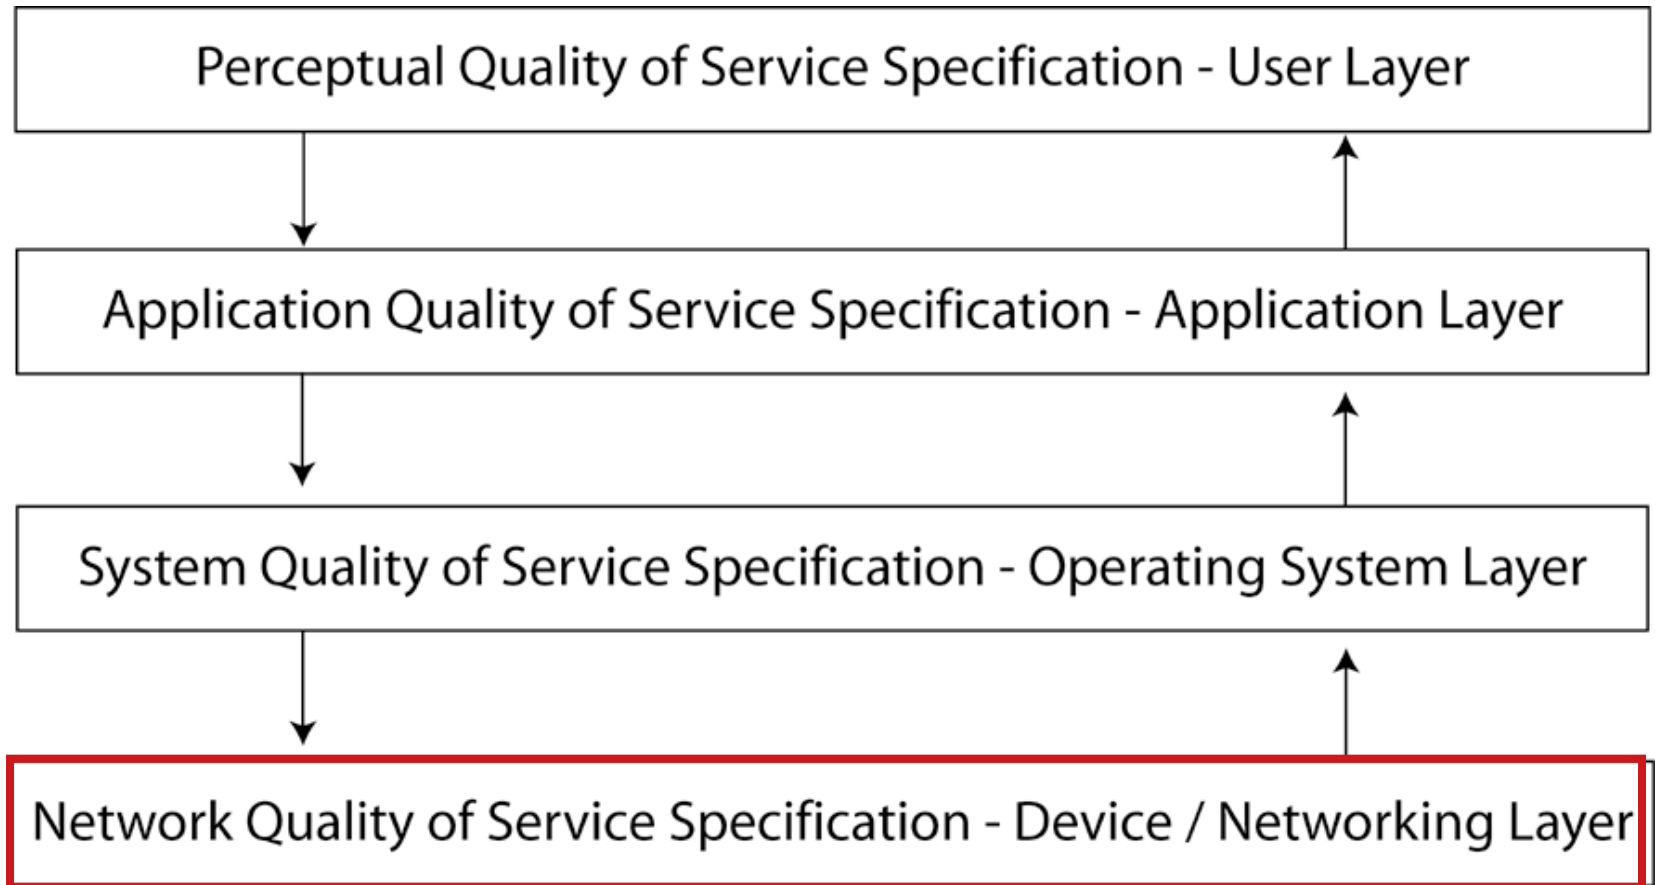 Perceptual Quality of Service Specification - User Layer
Application Quality of Service Specification - Application Layer
System Quality of Service Specification - Operating System Layer
Network Quality of Service Specification - Device / Networking Layer